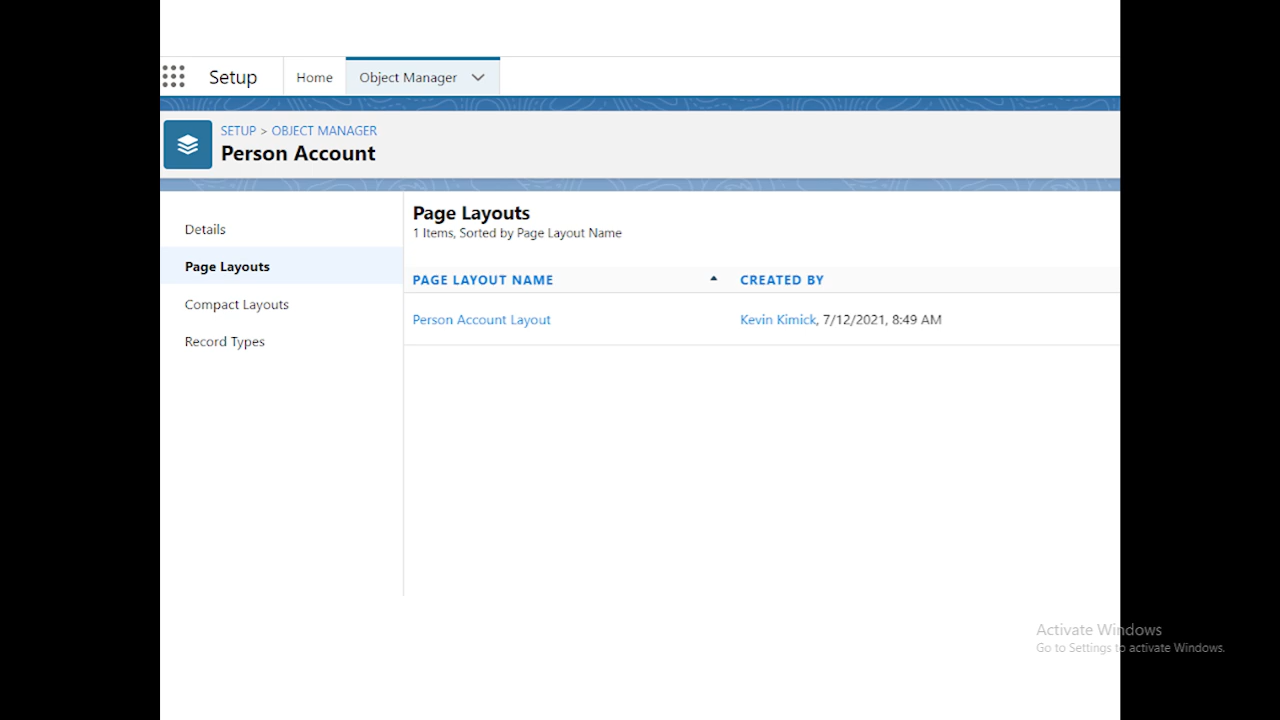 Setup
Home
Object Manager
SETUP > OBJECT MANAGER
Person Account
Details
Page Layouts
Compact Layouts
Record Types
Page Layouts
1 Items, Sorted by Page Layout Name
PAGE LAYOUT NAME
CREATED BY
Person Account Layout
Kevin Kimick, 7/12/2021, 8:49 AM
Activate Windows
Go to Settings to activate Windows.